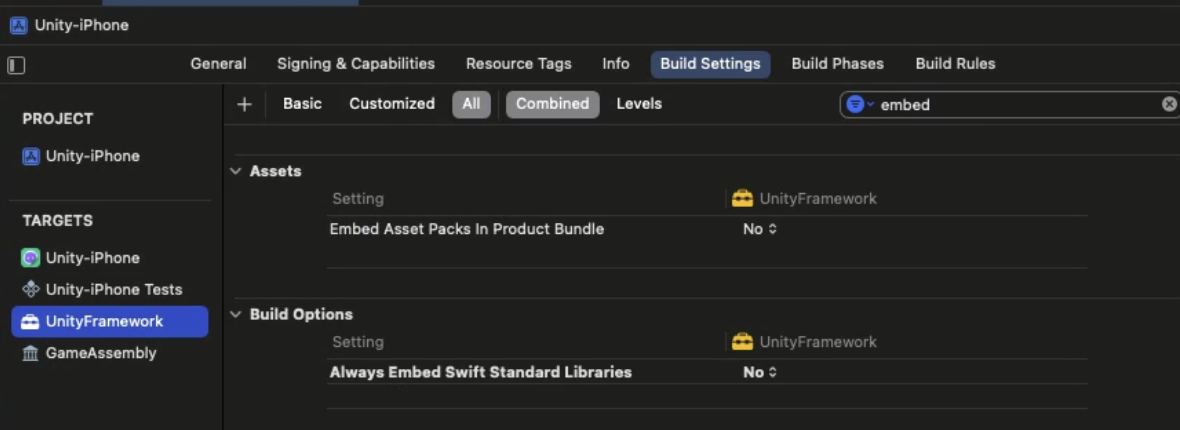 Unity-iPhone
General Signing & Capabilities Resource Tags Info Build Settings Build Phases Build Rules
Basic Customized All Combined Levels embed
PROJECT
Unity-iPhone
TARGETS
Unity-iPhone
Unity-iPhone Tests
UnityFramework
GameAssembly
Assets
Setting UnityFramework
Embed Asset Packs In Product Bundle No
Build Options
Setting UnityFramework
Always Embed Swift Standard Libraries No